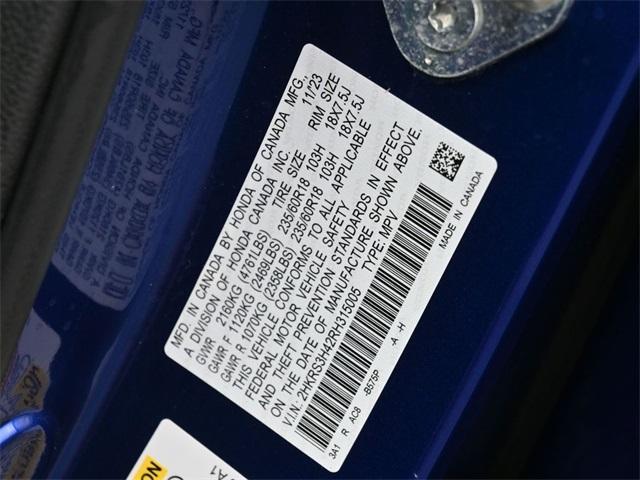 MFD. IN CANADA BY HONDA OF CANADA MFG., 11/23
A DIVISION OF HONDA CANADA INC.
GVWR 2160KG (4761LBS) TIRE SIZE RIM SIZE
GAWR F 1120KG (2469LBS) 235/60R18 103H 18X7.5J
GAWR R 1070KG (2358LBS) 235/60R18 103H 18X7.5J
THIS VEHICLE CONFORMS TO ALL APPLICABLE
FEDERAL MOTOR VEHICLE SAFETY
AND THEFT PREVENTION STANDARDS IN EFFECT
ON THE DATE OF MANUFACTURE SHOWN ABOVE.
V.I.N.: 2HKRS3H42RH315005 TYPE: MPV
3A1 R AC8 -B575P -A -H
MADE IN CANADA
A1